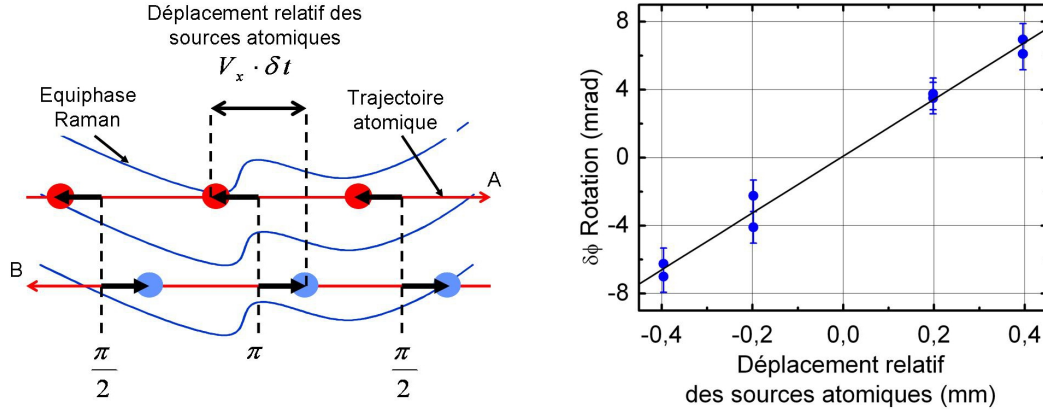 Déplacement relatif des
sources atomiques
V_x · δt
Equiphase
Raman
Trajectoire
atomique
A
B
π/2
π
π/2
δϕ Rotation (mrad)
8
4
0
-4
-8
-0,4
-0,2
0,0
0,2
0,4
Déplacement relatif
des sources atomiques (mm)